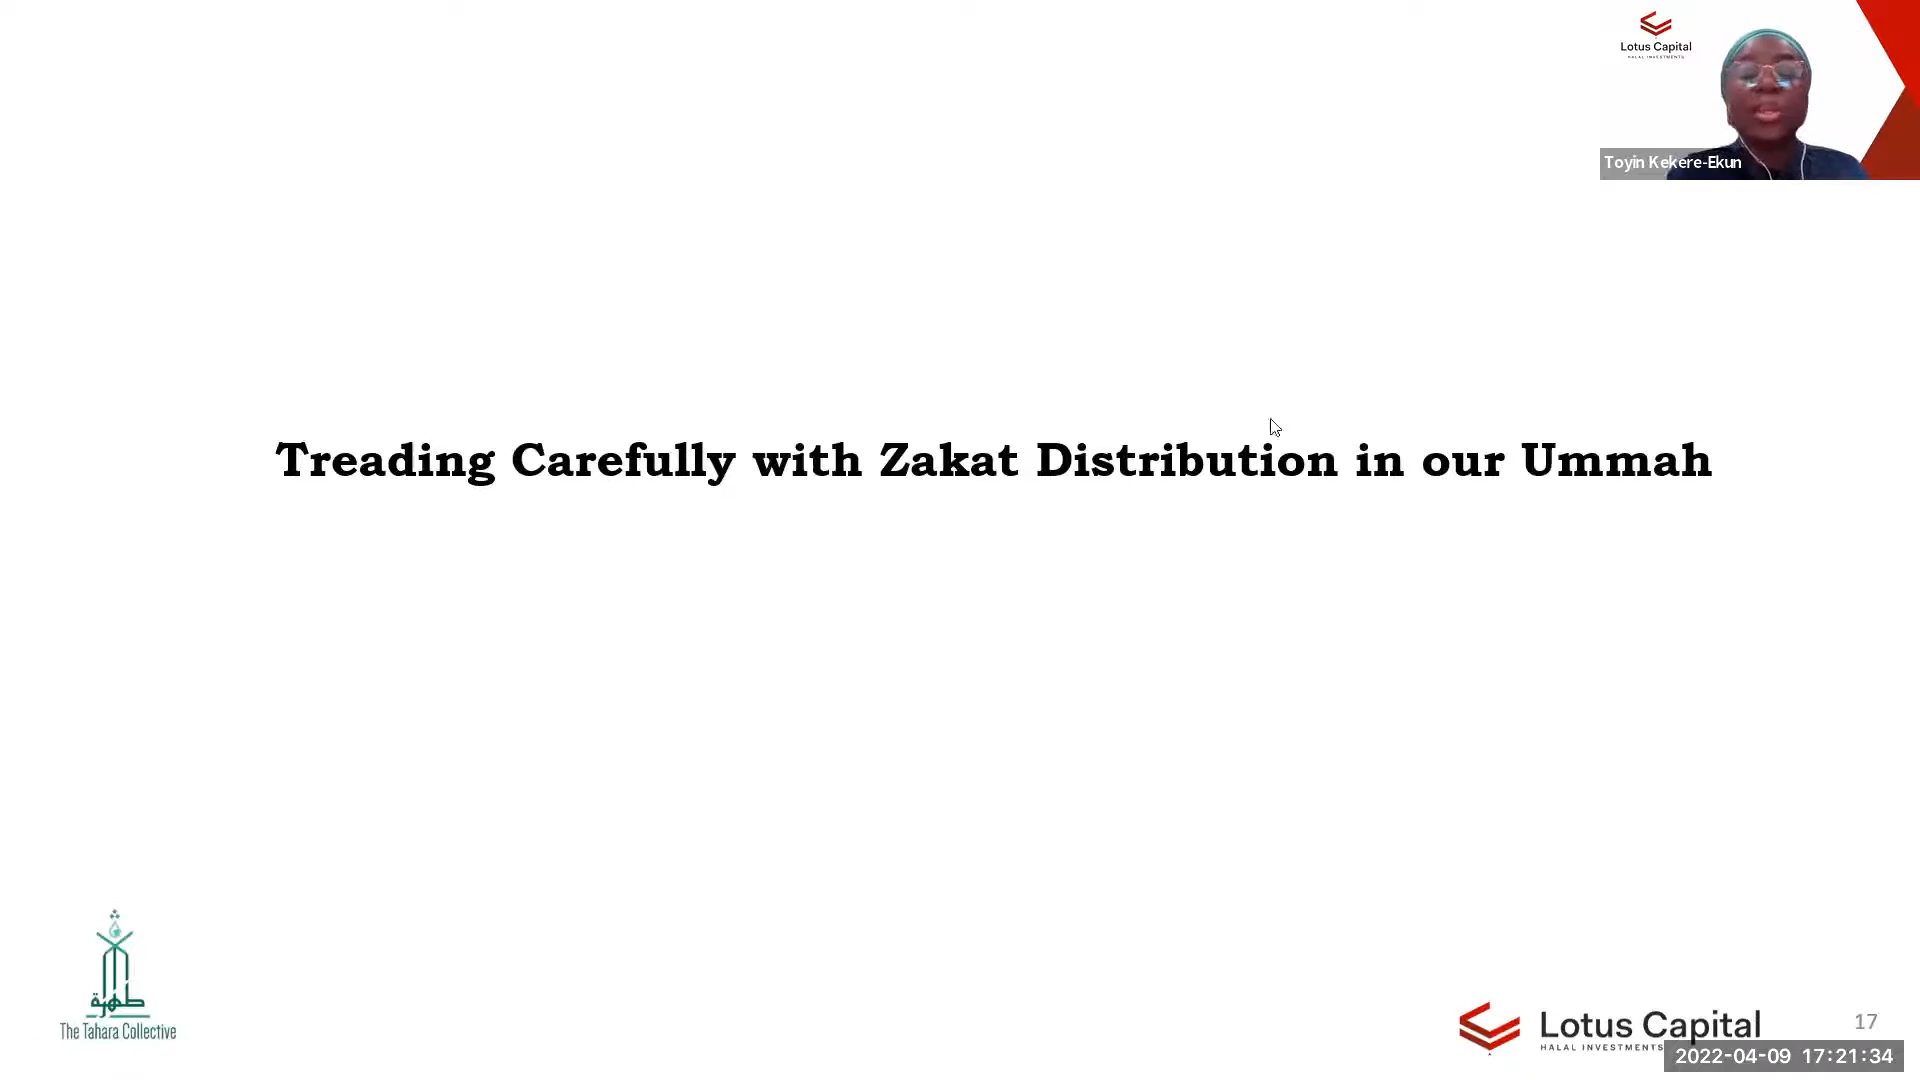 Lotus Capital
HALAL INVESTMENTS
Toyin Kekere-Ekun
Treading Carefully with Zakat Distribution in our Ummah
طهرة
The Tahara Collective
Lotus Capital
HALAL INVESTMENTS
17
2022-04-09 17:21:34